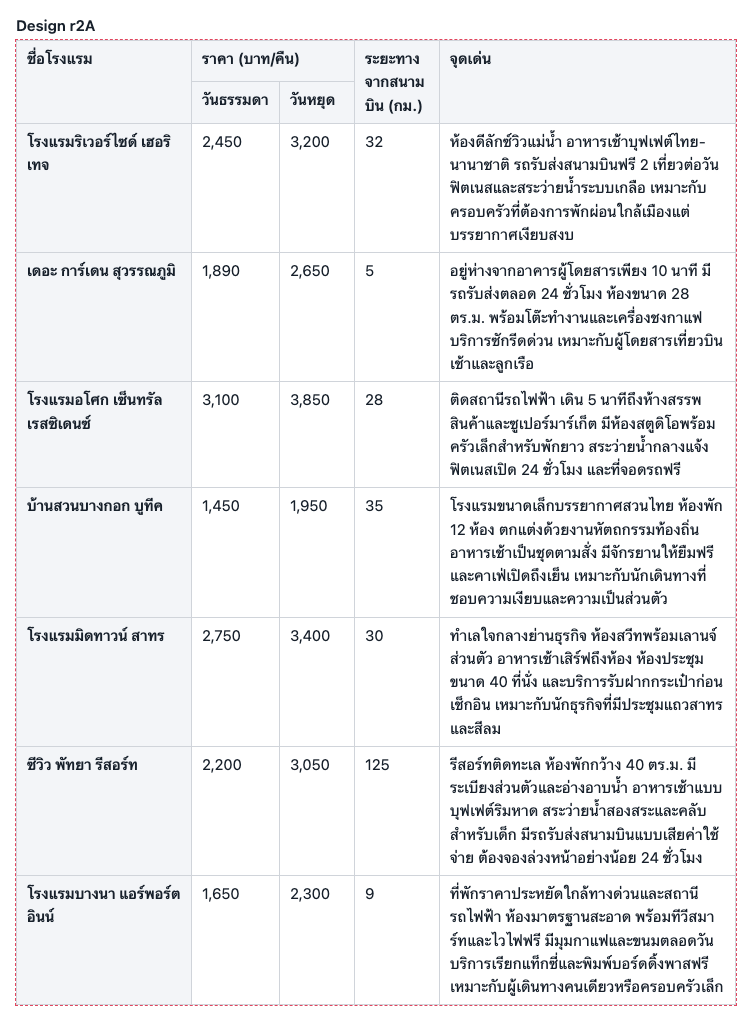 Design r2A
ชื่อโรงแรม
ราคา (บาท/คืน)
ระยะทาง
จากสนาม
บิน (กม.)
จุดเด่น
วันธรรมดา
วันหยุด
โรงแรมริเวอร์ไซด์ เฮอริ
เทจ
2,450
3,200
32
ห้องดีลักซ์วิวแม่น้ำ อาหารเช้าบุฟเฟต์ไทย-
นานาชาติ รถรับส่งสนามบินฟรี 2 เที่ยวต่อวัน
ฟิตเนสและสระว่ายน้ำระบบเกลือ เหมาะกับ
ครอบครัวที่ต้องการพักผ่อนใกล้เมืองแต่
บรรยากาศเงียบสงบ
เดอะ การ์เดน สุวรรณภูมิ
1,890
2,650
5
อยู่ห่างจากอาคารผู้โดยสารเพียง 10 นาที มี
รถรับส่งตลอด 24 ชั่วโมง ห้องขนาด 28
ตร.ม. พร้อมโต๊ะทำงานและเครื่องชงกาแฟ
บริการซักรีดด่วน เหมาะกับผู้โดยสารเที่ยวบิน
เช้าและลูกเรือ
โรงแรมอโศก เซ็นทรัล
เรสซิเดนซ์
3,100
3,850
28
ติดสถานีรถไฟฟ้า เดิน 5 นาทีถึงห้างสรรพ
สินค้าและซูเปอร์มาร์เก็ต มีห้องสตูดิโอพร้อม
ครัวเล็กสำหรับพักยาว สระว่ายน้ำกลางแจ้ง
ฟิตเนสเปิด 24 ชั่วโมง และที่จอดรถฟรี
บ้านสวนบางกอก บูทีค
1,450
1,950
35
โรงแรมขนาดเล็กบรรยากาศสวนไทย ห้องพัก
12 ห้อง ตกแต่งด้วยงานหัตถกรรมท้องถิ่น
อาหารเช้าเป็นชุดตามสั่ง มีจักรยานให้ยืมฟรี
และคาเฟ่เปิดถึงเย็น เหมาะกับนักเดินทางที่
ชอบความเงียบและความเป็นส่วนตัว
โรงแรมมิดทาวน์ สาทร
2,750
3,400
30
ทำเลใจกลางย่านธุรกิจ ห้องสวีทพร้อมเลานจ์
ส่วนตัว อาหารเช้าเสิร์ฟถึงห้อง ห้องประชุม
ขนาด 40 ที่นั่ง และบริการรับฝากกระเป๋าก่อน
เช็กอิน เหมาะกับนักธุรกิจที่มีประชุมแถวสาทร
และสีลม
ซีวิว พัทยา รีสอร์ท
2,200
3,050
125
รีสอร์ทติดทะเล ห้องพักกว้าง 40 ตร.ม. มี
ระเบียงส่วนตัวและอ่างอาบน้ำ อาหารเช้าแบบ
บุฟเฟต์ริมหาด สระว่ายน้ำสองสระและคลับ
สำหรับเด็ก มีรถรับส่งสนามบินแบบเสียค่าใช้
จ่าย ต้องจองล่วงหน้าอย่างน้อย 24 ชั่วโมง
โรงแรมบางนา แอร์พอร์ต
อินน์
1,650
2,300
9
ที่พักราคาประหยัดใกล้ทางด่วนและสถานี
รถไฟฟ้า ห้องมาตรฐานสะอาด พร้อมทีวีสมา
ร์ทและไวไฟฟรี มีมุมกาแฟและขนมตลอดวัน
บริการเรียกแท็กซี่และพิมพ์บอร์ดดิ้งพาสฟรี
เหมาะกับผู้เดินทางคนเดียวหรือครอบครัวเล็ก